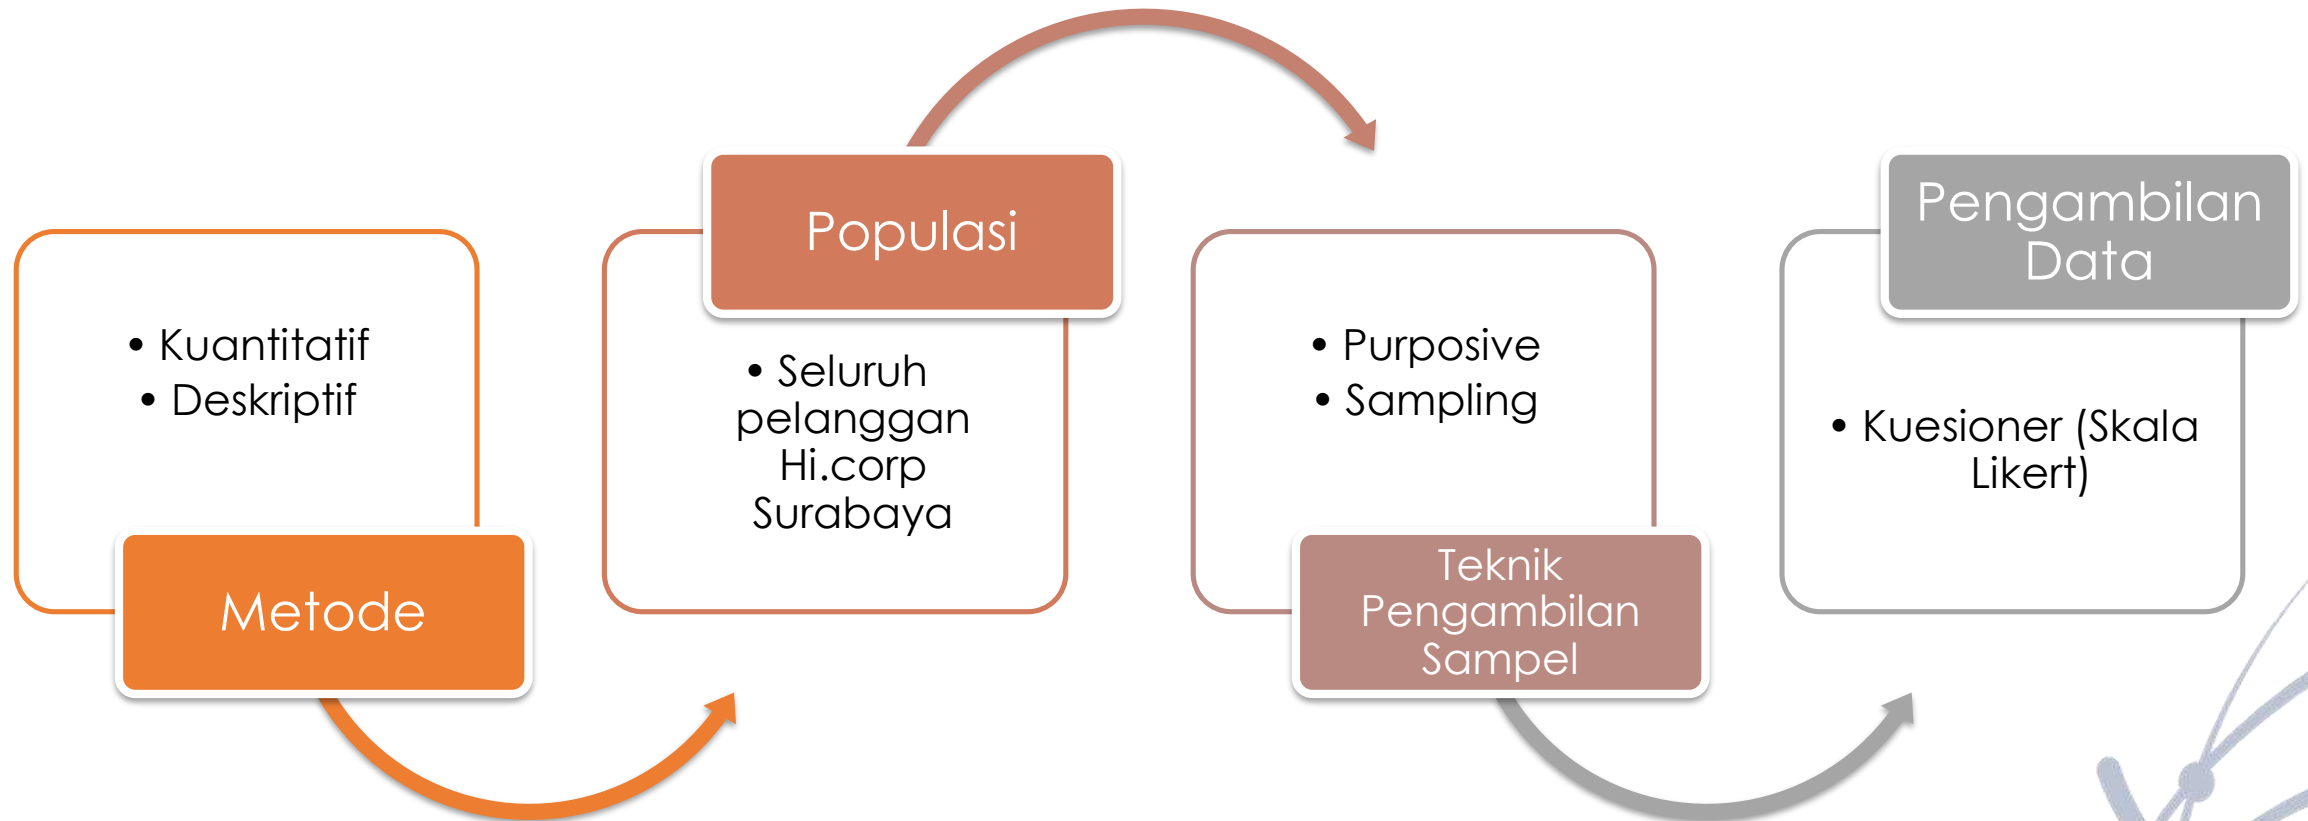 • Kuantitatif
• Deskriptif
Metode
Populasi
• Seluruh
pelanggan
Hi.corp
Surabaya
• Purposive
• Sampling
Teknik
Pengambilan
Sampel
Pengambilan
Data
• Kuesioner (Skala
Likert)